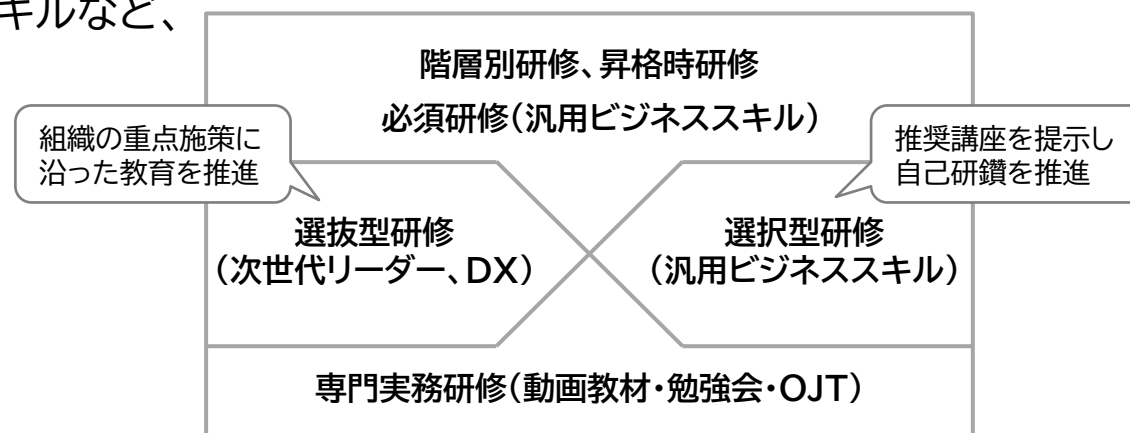 キルなど、
階層別研修、昇格時研修
必須研修(汎用ビジネススキル)
組織の重点施策に
沿った教育を推進
推奨講座を提示し
自己研鑽を推進
選抜型研修
(次世代リーダー、DX)
選択型研修
(汎用ビジネススキル)
専門実務研修(動画教材・勉強会・OJT)